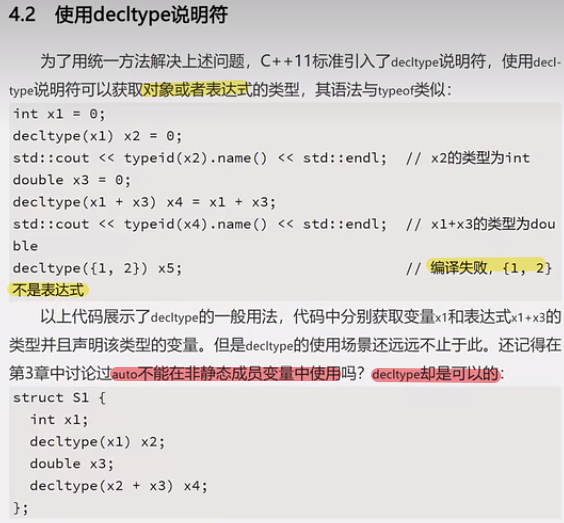 4.2 使用decltype说明符
为了用统一方法解决上述问题，C++11标准引入了decltype说明符，使用decl-
type说明符可以获取对象或者表达式的类型，其语法与typeof类似：
int x1 = 0;
decltype(x1) x2 = 0;
std::cout << typeid(x2).name() << std::endl; // x2的类型为int
double x3 = 0;
decltype(x1 + x3) x4 = x1 + x3;
std::cout << typeid(x4).name() << std::endl; // x1+x3的类型为dou
ble
decltype({1, 2}) x5; // 编译失败，{1, 2}
不是表达式
以上代码展示了decltype的一般用法，代码中分别获取变量x1和表达式x1+x3的
类型并且声明该类型的变量。但是decltype的使用场景还远远不止于此。还记得在
第3章中讨论过auto不能在非静态成员变量中使用吗？decltype却是可以的：
struct S1 {
int x1;
decltype(x1) x2;
double x3;
decltype(x2 + x3) x4;
};